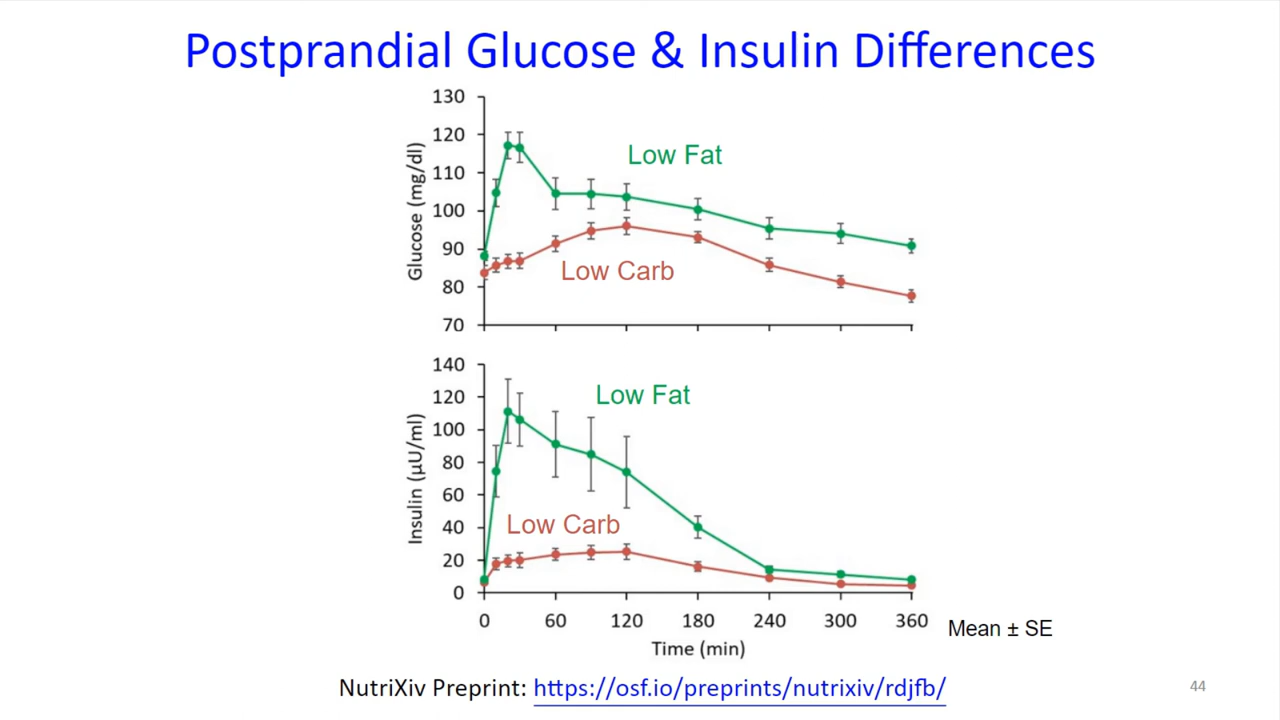 Postprandial Glucose & Insulin Differences
130
120
110
100
90
80
70
Glucose (mg/dl)
Low Fat
Low Carb
140
120
100
80
60
40
20
0
Insulin (µU/ml)
Low Fat
Low Carb
0 60 120 180 240 300 360
Time (min)
Mean ± SE
NutriXiv Preprint: https://osf.io/preprints/nutrixiv/rdjfb/
44